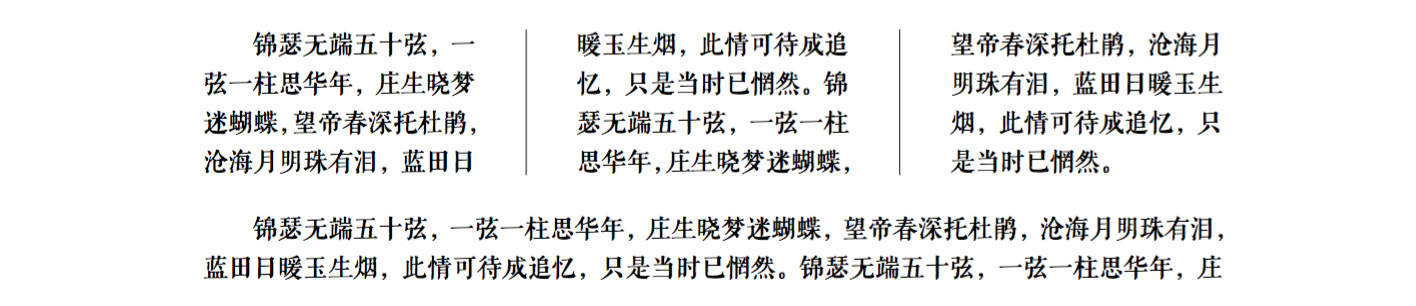 锦瑟无端五十弦，一
弦一柱思华年，庄生晓梦
迷蝴蝶，望帝春深托杜鹃，
沧海月明珠有泪，蓝田日
暖玉生烟，此情可待成追
忆，只是当时已惘然。锦
瑟无端五十弦，一弦一柱
思华年，庄生晓梦迷蝴蝶，
望帝春深托杜鹃，沧海月
明珠有泪，蓝田日暖玉生
烟，此情可待成追忆，只
是当时已惘然。
锦瑟无端五十弦，一弦一柱思华年，庄生晓梦迷蝴蝶，望帝春深托杜鹃，沧海月明珠有泪，
蓝田日暖玉生烟，此情可待成追忆，只是当时已惘然。锦瑟无端五十弦，一弦一柱思华年，庄